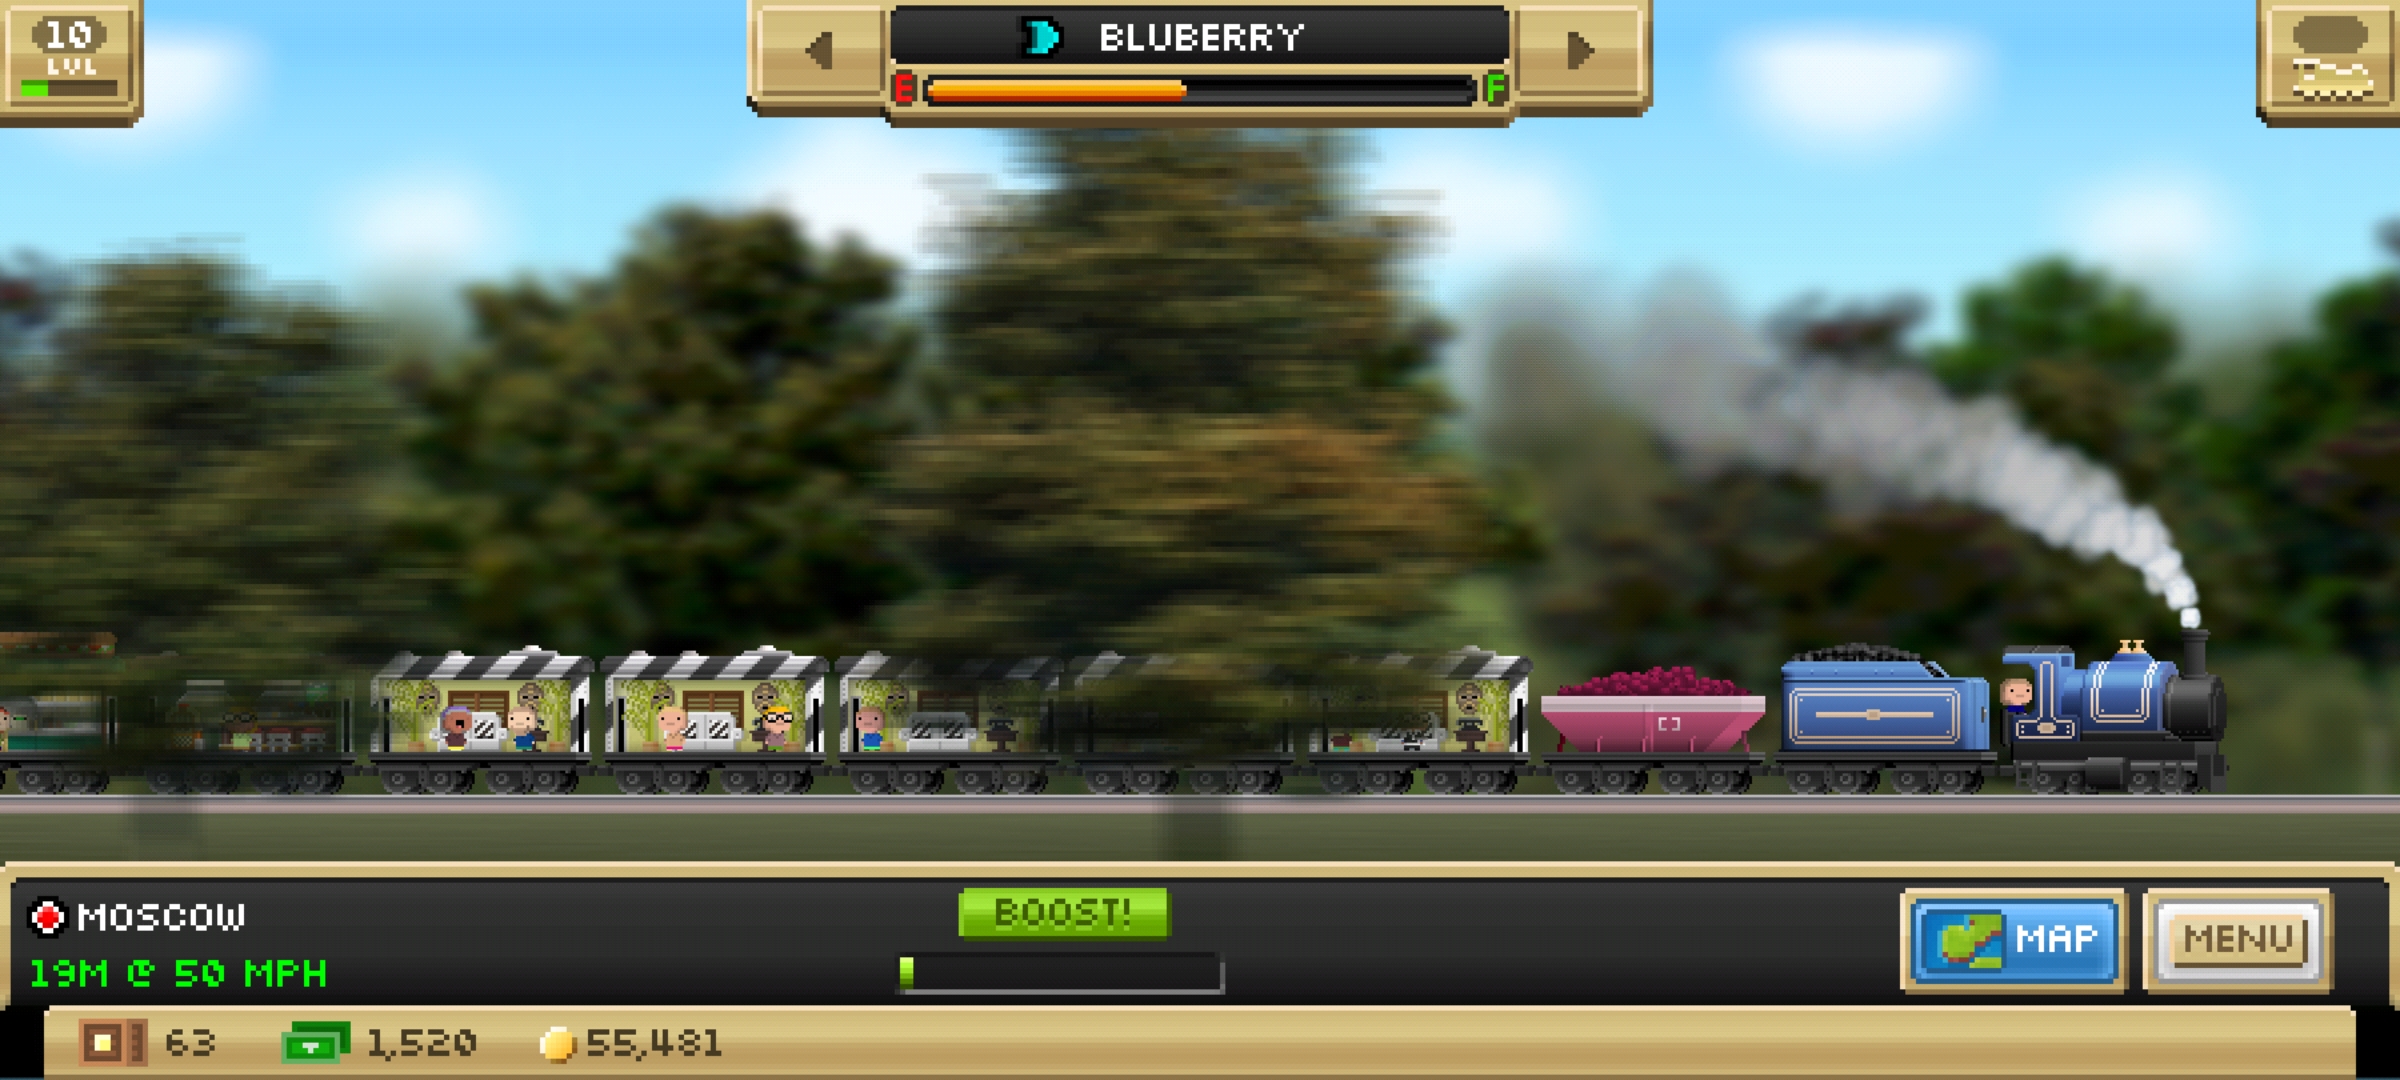 10
LVL
BLUBERRY
E F
MOSCOW
19M @ 50 MPH
BOOST!
MAP
MENU
63 1,520 55,481